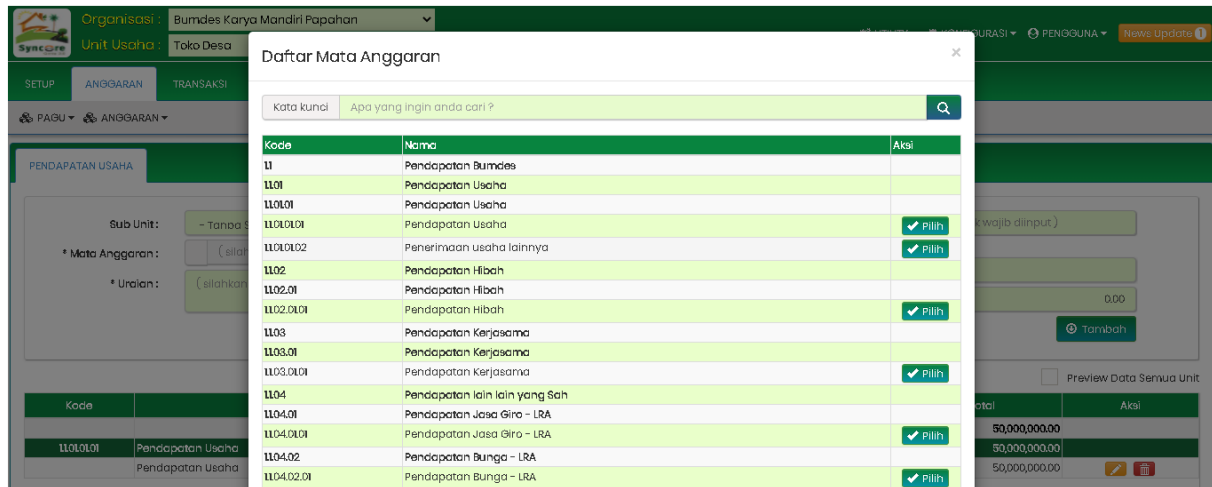 Organisasi : Bumdes Karya Mandiri Papahan
Syncore Unit Usaha : Toko Desa
PENGGUNA News Update 1
Daftar Mata Anggaran ×
SETUP ANGGARAN TRANSAKSI
Kata kunci Apa yang ingin anda cari ?
PAGU ANGGARAN
Kode Nama Aksi
1.1 Pendapatan Bumdes
PENDAPATAN USAHA
1.1.01 Pendapatan Usaha
1.1.01.01 Pendapatan Usaha
Sub Unit :
1.1.01.01.01 Pendapatan Usaha Pilih
wajib diinput )
* Mata Anggaran :
1.1.01.01.02 Penerimaan usaha lainnya Pilih
1.1.02 Pendapatan Hibah
* Uraian : ( silahkan
1.1.02.01 Pendapatan Hibah
0.00
1.1.02.01.01 Pendapatan Hibah Pilih
1.1.03 Pendapatan Kerjasama
Tambah
1.1.03.01 Pendapatan Kerjasama
1.1.03.01.01 Pendapatan Kerjasama Pilih
Preview Data Semua Unit
1.1.04 Pendapatan lain lain yang Sah
Kode Aksi
1.1.04.01 Pendapatan Jasa Giro - LRA
50,000,000.00
1.1.04.01.01 Pendapatan Jasa Giro - LRA Pilih
1.1.01.01.01 Pendapatan Usaha 50,000,000.00
1.1.04.02 Pendapatan Bunga - LRA
Pendapatan Usaha 50,000,000.00
1.1.04.02.01 Pendapatan Bunga - LRA Pilih